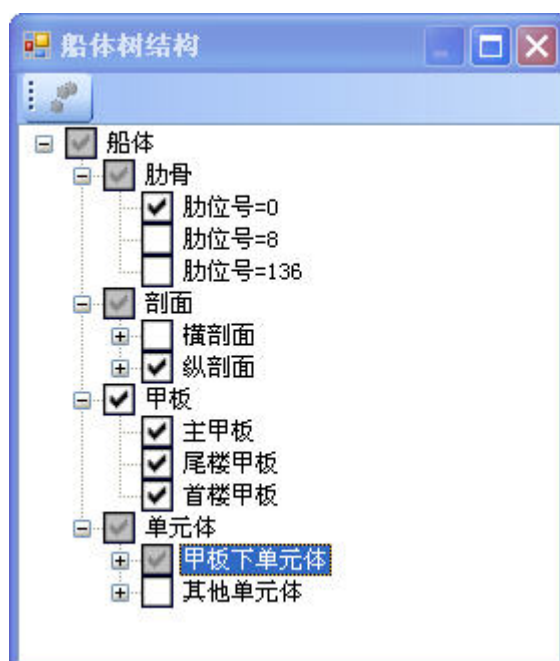 船体树结构
船体
肋骨
肋位号=0
肋位号=8
肋位号=136
剖面
横剖面
纵剖面
甲板
主甲板
尾楼甲板
首楼甲板
单元体
甲板下单元体
其他单元体